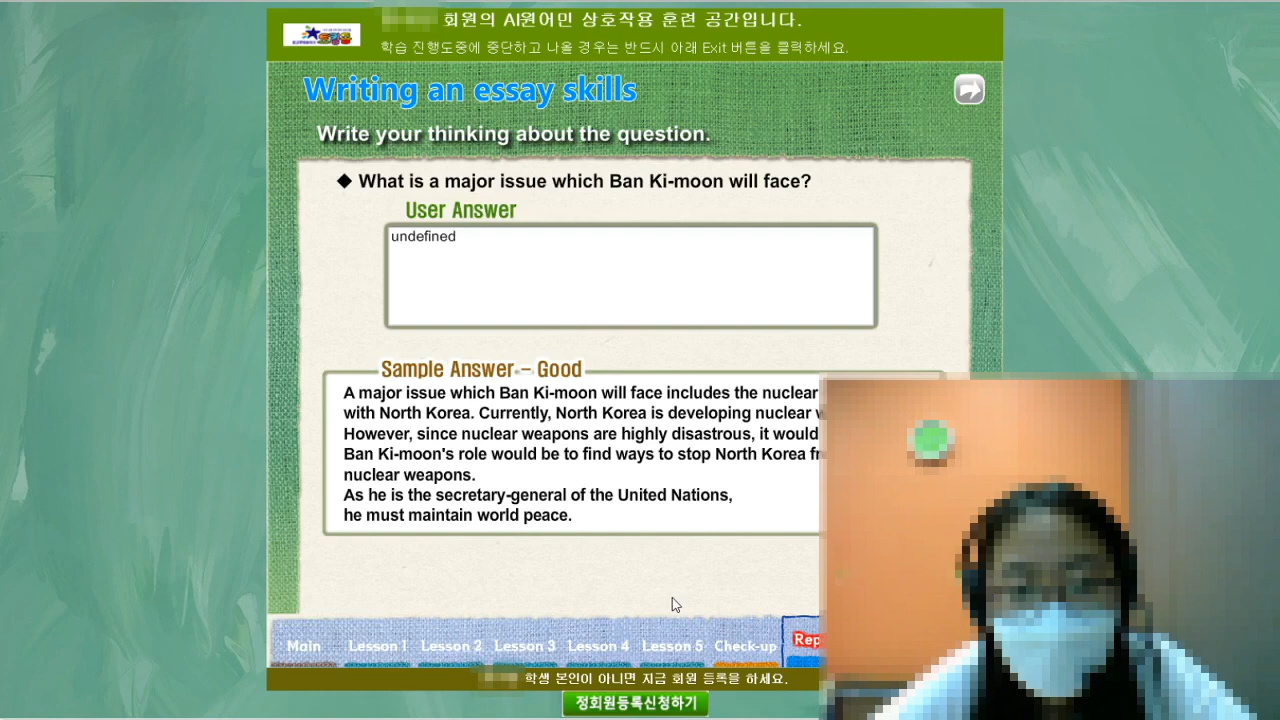 회원의 AI원어민 상호작용 훈련 공간입니다.
학습 진행도중에 중단하고 나올 경우는 반드시 아래 Exit 버튼을 클릭하세요.
Writing an essay skills
Write your thinking about the question.
◆ What is a major issue which Ban Ki-moon will face?
User Answer
undefined
Sample Answer - Good
A major issue which Ban Ki-moon will face includes the nuclear
with North Korea. Currently, North Korea is developing nuclear
However, since nuclear weapons are highly disastrous, it would
Ban Ki-moon's role would be to find ways to stop North Korea
nuclear weapons.
As he is the secretary-general of the United Nations,
he must maintain world peace.
Main Lesson 1 Lesson 2 Lesson 3 Lesson 4 Lesson 5 Check-up Rep
학생 본인이 아니면 지금 회원 등록을 하세요.
정회원등록신청하기